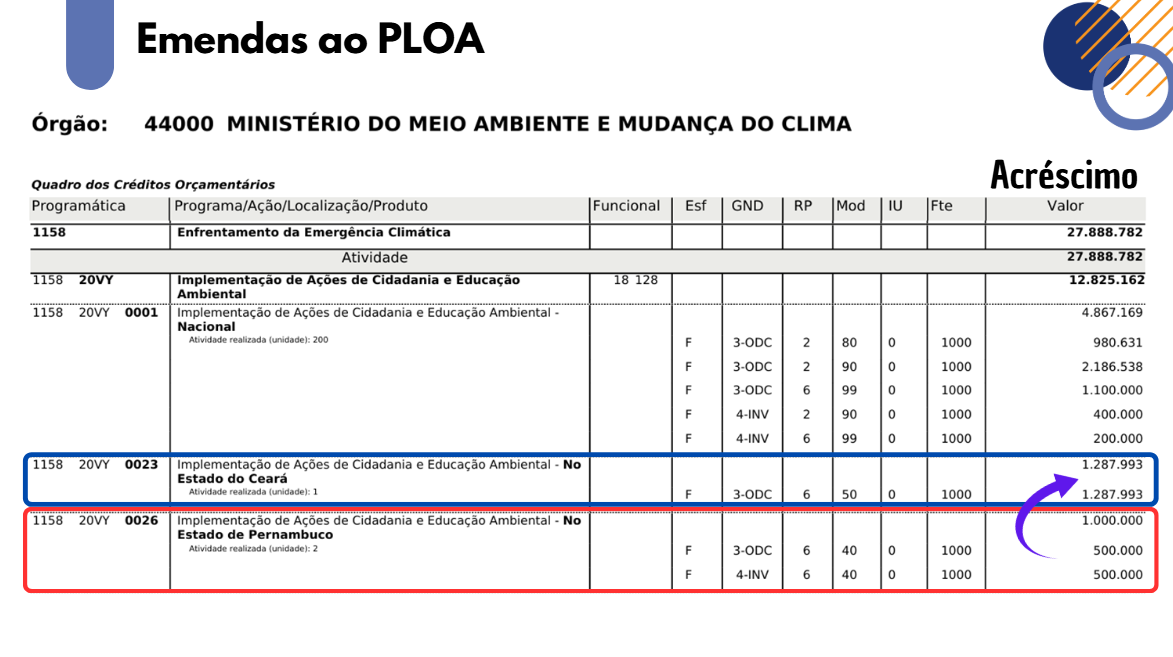 Emendas ao PLOA
Órgão: 44000 MINISTÉRIO DO MEIO AMBIENTE E MUDANÇA DO CLIMA
Acréscimo
Quadro dos Créditos Orçamentários
Programática Programa/Ação/Localização/Produto Funcional Esf GND RP Mod IU Fte Valor
1158 Enfrentamento da Emergência Climática 27.888.782
Atividade 27.888.782
1158 20VY Implementação de Ações de Cidadania e Educação 18 128 12.825.162
Ambiental
1158 20VY 0001 Implementação de Ações de Cidadania e Educação Ambiental - 4.867.169
Nacional
Atividade realizada (unidade): 200 F 3-ODC 2 80 0 1000 980.631
F 3-ODC 2 90 0 1000 2.186.538
F 3-ODC 6 99 0 1000 1.100.000
F 4-INV 2 90 0 1000 400.000
F 4-INV 6 99 0 1000 200.000
1158 20VY 0023 Implementação de Ações de Cidadania e Educação Ambiental - No 1.287.993
Estado do Ceará
Atividade realizada (unidade): 1 F 3-ODC 6 50 0 1000 1.287.993
1158 20VY 0026 Implementação de Ações de Cidadania e Educação Ambiental - No 1.000.000
Estado de Pernambuco
Atividade realizada (unidade): 2 F 3-ODC 6 40 0 1000 500.000
F 4-INV 6 40 0 1000 500.000